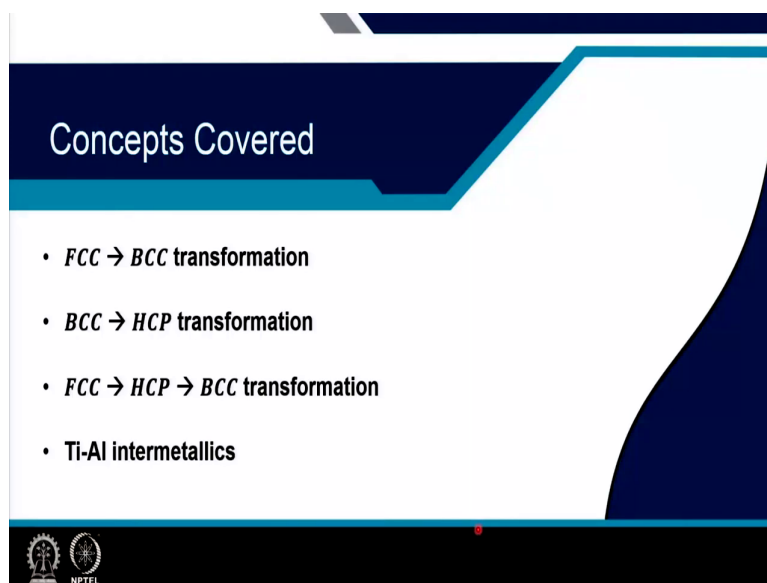 Concepts Covered
• FCC → BCC transformation
• BCC → HCP transformation
• FCC → HCP → BCC transformation
• Ti-Al intermetallics
NPTEL